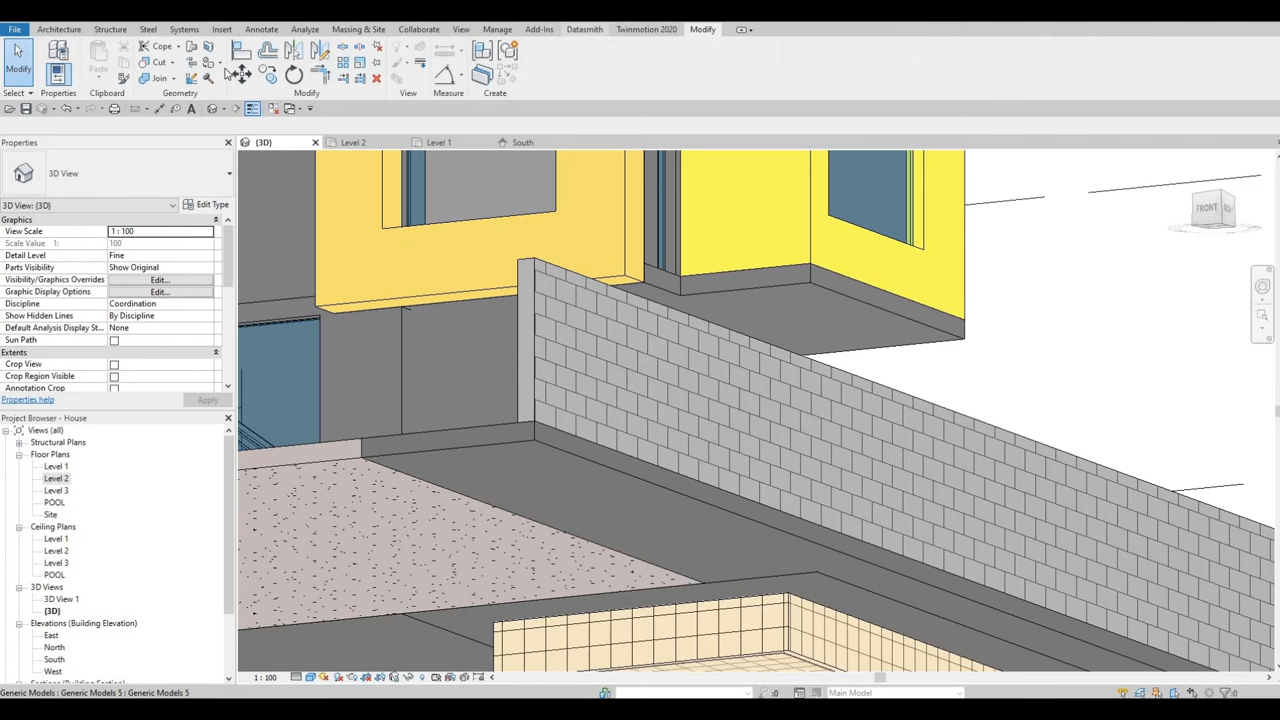 File Architecture Structure Steel Systems Insert Annotate Analyze Massing & Site Collaborate View Manage Add-Ins Datasmith Twinmotion 2020 Modify
Cope
Modify Paste Cut
Join
Select Properties Clipboard Geometry Modify View Measure Create
Properties
{3D} Level 2 Level 1 South
3D View
3D View: {3D} Edit Type
Graphics
View Scale 1 : 100
Scale Value 1: 100
Detail Level Fine
Parts Visibility Show Original
Visibility/Graphics Overrides Edit...
Graphic Display Options Edit...
Discipline Coordination
Show Hidden Lines By Discipline
Default Analysis Display St... None
Sun Path
Extents
Crop View
Crop Region Visible
Annotation Crop
Properties help Apply
Project Browser - House
Views (all)
Structural Plans
Floor Plans
Level 1
Level 2
Level 3
POOL
Site
Ceiling Plans
Level 1
Level 2
Level 3
POOL
3D Views
3D View 1
{3D}
Elevations (Building Elevation)
East
North
South
West
FRONT RIGHT
1 : 100
Generic Models : Generic Models 5 : Generic Models 5
:0 Main Model :0